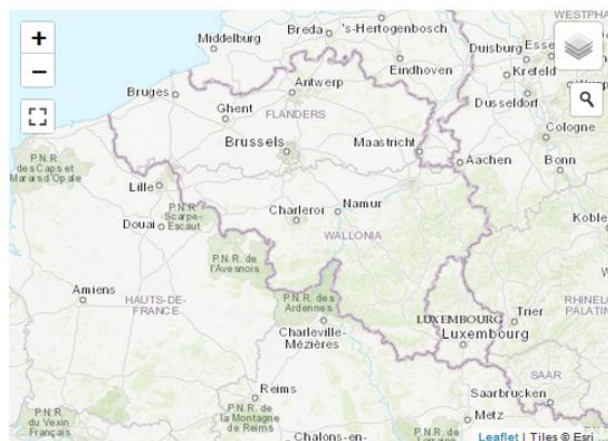 WESTPHA
Breda
's-Hertogenbosch
Middelburg
+
−
Duisburg
Esse
Eindhoven
Krefeld
Antwerp
Bruges
Dusseldorf
Ghent
FLANDERS
Cologne
Brussels
Maastricht
Aachen
Bonn
P.N.R.
des Caps et
Marais d'Opale
Lille
P.N.R.
Scarpe-
Escaut
Namur
Charleroi
Douai
Koble
WALLONIA
P.N.R. de
l'Avesnois
Amiens
HAUTS-DE-
FRANCE
P.N.R. des
Ardennes
RHINELA
PALATIN
LUXEMBOURG
Trier
Charleville-
Mézières
Luxembourg
SAAR
Reims
Saarbrucken
P.N.R.
du Vexin
Français
P.N.R. de
la Montagne
de Reims
Metz
P.N.R. de
Chalons-en-
Leaflet | Tiles © Esri